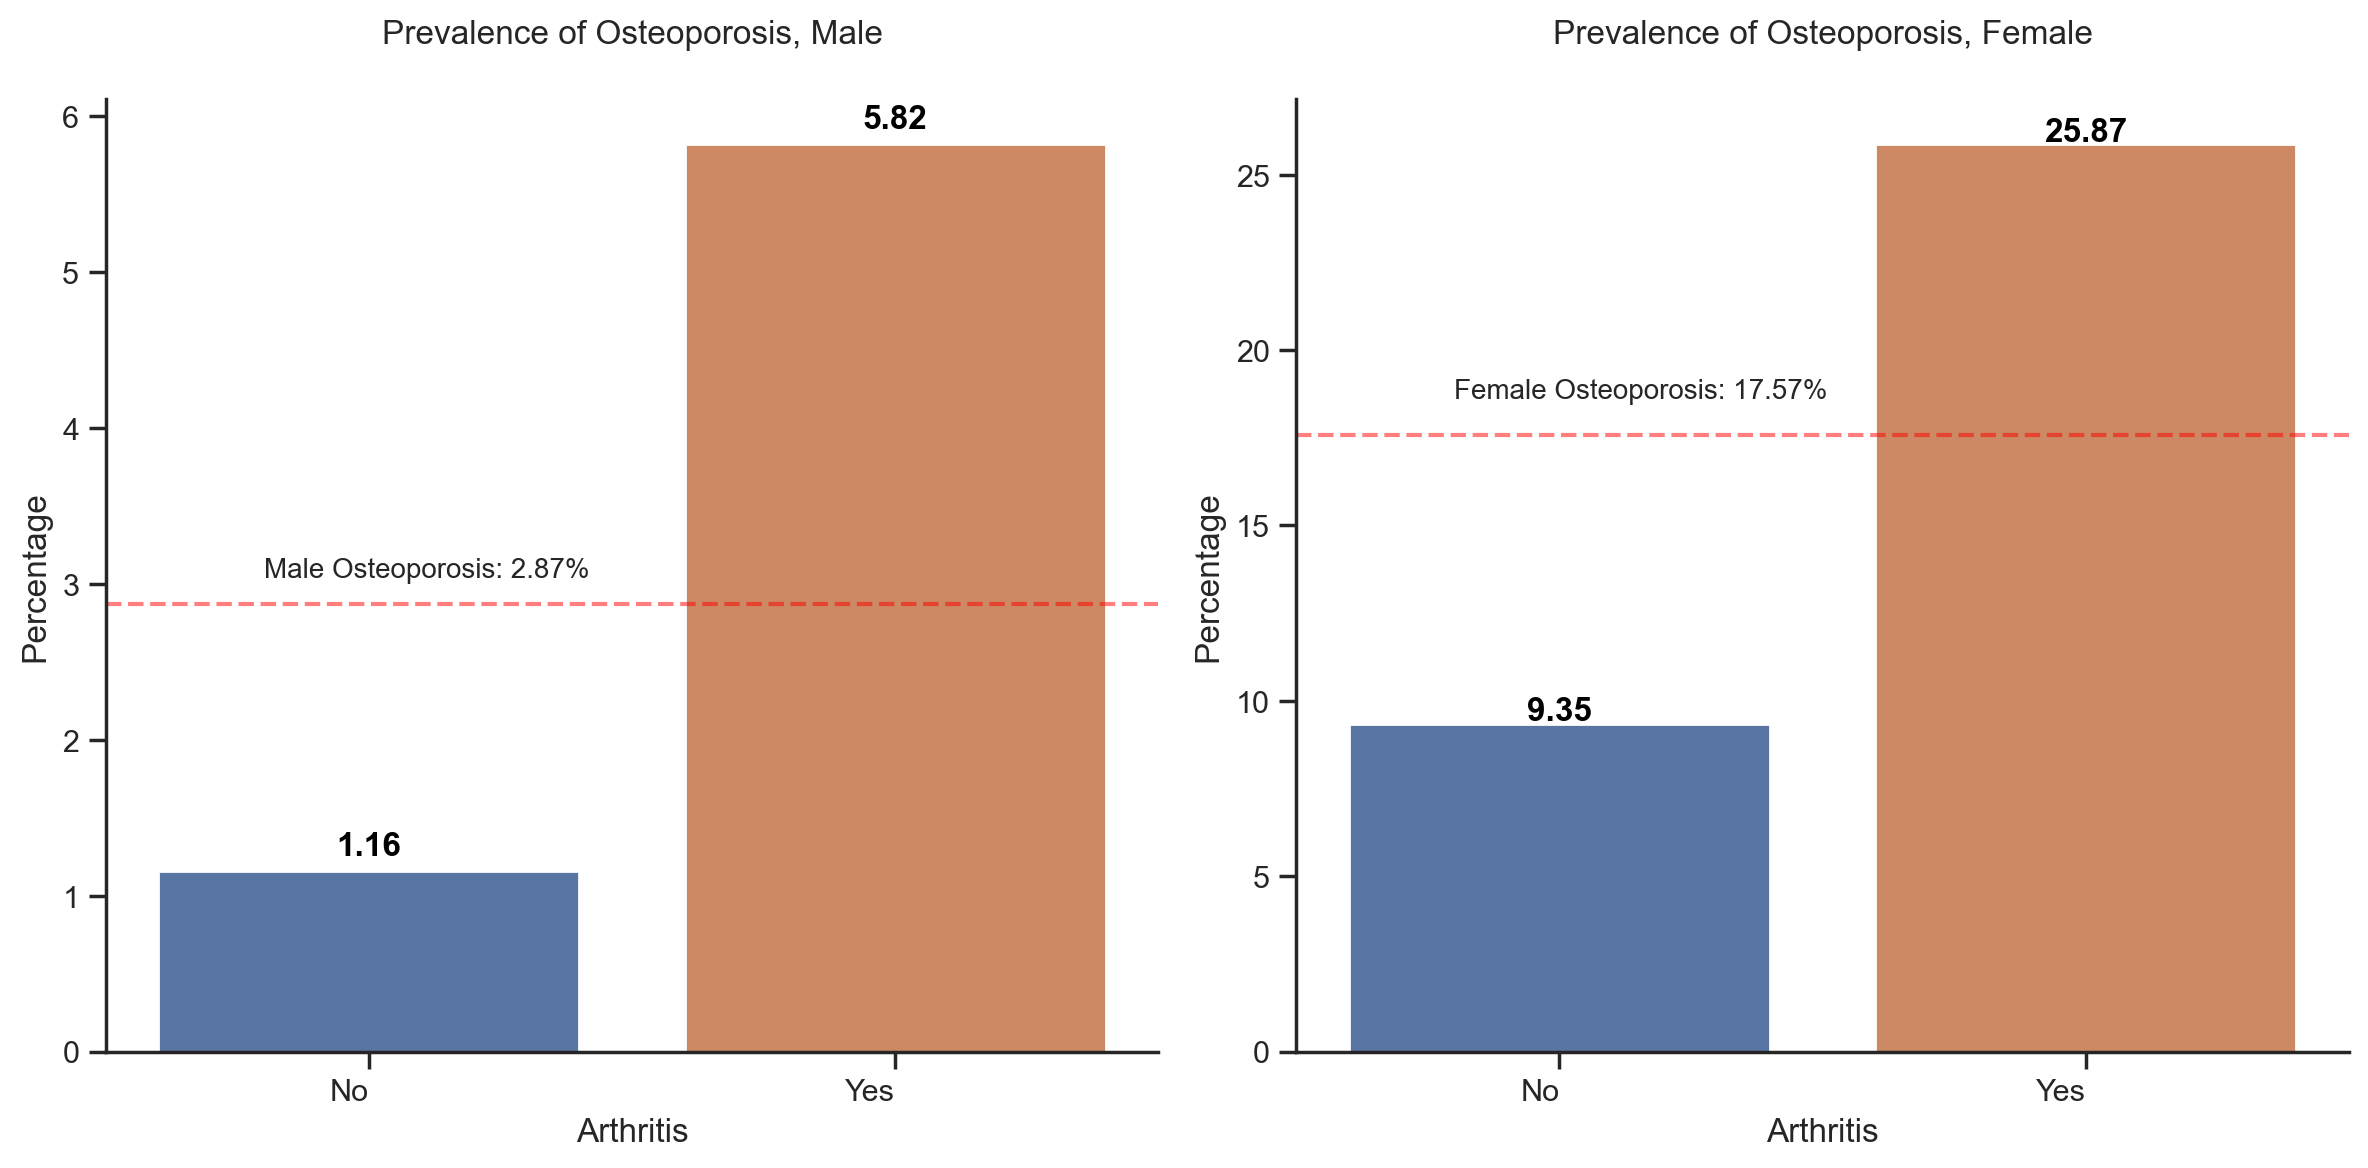 Prevalence of Osteoporosis, Male
6
5
4
3
2
1
0
Percentage
5.82
Male Osteoporosis: 2.87%
1.16
No
Yes
Arthritis
Prevalence of Osteoporosis, Female
25
20
15
10
5
0
Percentage
25.87
Female Osteoporosis: 17.57%
9.35
No
Yes
Arthritis